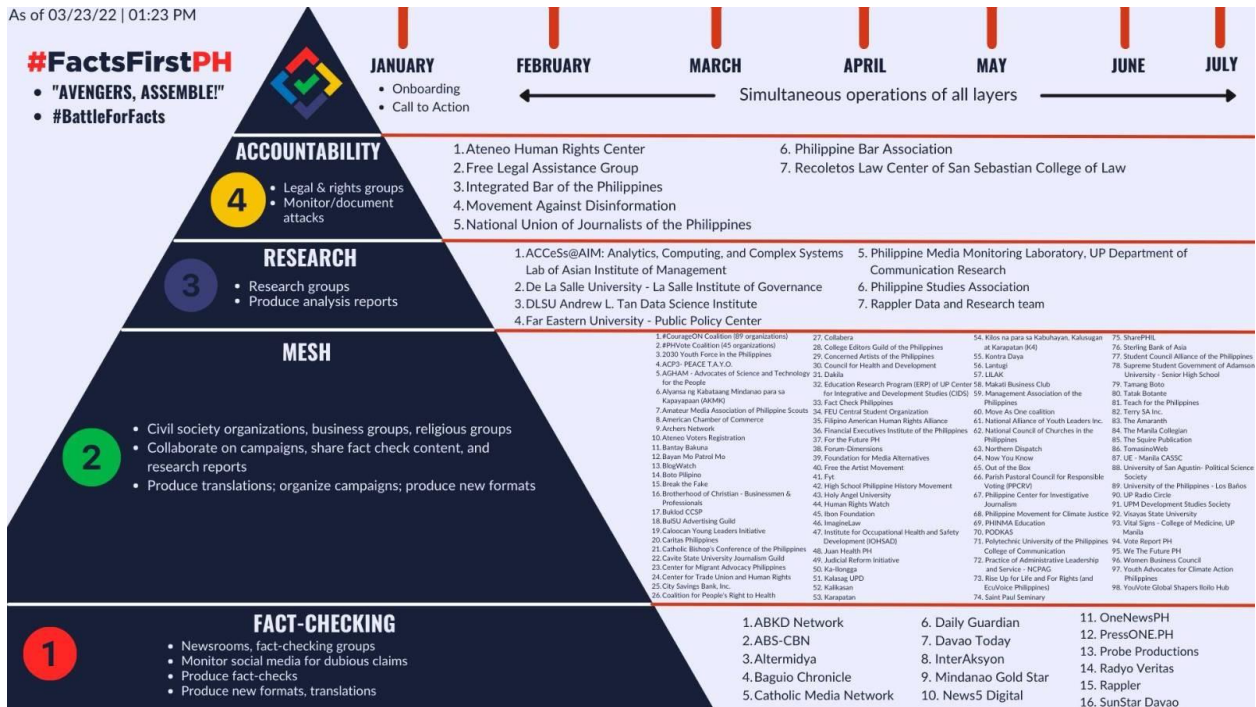 As of 03/23/22 | 01:23 PM
#FactsFirstPH
• "AVENGERS, ASSEMBLE!"
• #BattleForFacts
JANUARY
• Onboarding
• Call to Action
FEBRUARY
MARCH
APRIL
MAY
JUNE
JULY
Simultaneous operations of all layers
ACCOUNTABILITY
4
• Legal & rights groups
• Monitor/document
attacks
1. Ateneo Human Rights Center
2. Free Legal Assistance Group
3. Integrated Bar of the Philippines
4. Movement Against Disinformation
5. National Union of Journalists of the Philippines
6. Philippine Bar Association
7. Recoletos Law Center of San Sebastian College of Law
RESEARCH
3
• Research groups
• Produce analysis reports
1. ACCeSs@AIM: Analytics, Computing, and Complex Systems
Lab of Asian Institute of Management
2. De La Salle University - La Salle Institute of Governance
3. DLSU Andrew L. Tan Data Science Institute
4. Far Eastern University - Public Policy Center
5. Philippine Media Monitoring Laboratory, UP Department of
Communication Research
6. Philippine Studies Association
7. Rappler Data and Research team
MESH
2
• Civil society organizations, business groups, religious groups
• Collaborate on campaigns, share fact check content, and
research reports
• Produce translations; organize campaigns; produce new formats
1. #CourageON Coalition (89 organizations)
2. #PHVote Coalition (45 organizations)
3. 2030 Youth Force in the Philippines
4. ACP3- PEACE T.A.Y.O.
5. AGHAM - Advocates of Science and Technology
for the People
6. Alyansa ng Kabataang Mindanao para sa
Kapayapaan (AKMK)
7. Amateur Media Association of Philippine Scouts
8. American Chamber of Commerce
9. Archers Network
10. Ateneo Voters Registration
11. Bantay Bakuna
12. Bayan Mo Patrol Mo
13. BlogWatch
14. Boto Pilipino
15. Break the Fake
16. Brotherhood of Christian - Businessmen &
Professionals
17. Buklod CCSP
18. BulSU Advertising Guild
19. Caloocan Young Leaders Initiative
20. Caritas Philippines
21. Catholic Bishop's Conference of the Philippines
22. Cavite State University Journalism Guild
23. Center for Migrant Advocacy Philippines
24. Center for Trade Union and Human Rights
25. City Savings Bank, Inc.
26. Coalition for People's Right to Health
27. Collabera
28. College Editors Guild of the Philippines
29. Concerned Artists of the Philippines
30. Council for Health and Development
31. Dakila
32. Education Research Program (ERP) of UP Center
for Integrative and Development Studies (CIDS)
33. Fact Check Philippines
34. FEU Central Student Organization
35. Filipino American Human Rights Alliance
36. Financial Executives Institute of the Philippines
37. For the Future PH
38. Forum-Dimensions
39. Foundation for Media Alternatives
40. Free the Artist Movement
41. Fyt
42. High School Philippine History Movement
43. Holy Angel University
44. Human Rights Watch
45. Ibon Foundation
46. ImagineLaw
47. Institute for Occupational Health and Safety
Development (IOHSAD)
48. Juan Health PH
49. Judicial Reform Initiative
50. Ka-Ilongga
51. Kalasag UPD
52. Kalikasan
53. Karapatan
54. Kilos na para sa Kabuhayan, Kalusugan
at Karapatan (K4)
55. Kontra Daya
56. Lantugi
57. LILAK
58. Makati Business Club
59. Management Association of the
Philippines
60. Move As One coalition
61. National Alliance of Youth Leaders Inc.
62. National Council of Churches in the
Philippines
63. Northern Dispatch
64. Now You Know
65. Out of the Box
66. Parish Pastoral Council for Responsible
Voting (PPCRV)
67. Philippine Center for Investigative
Journalism
68. Philippine Movement for Climate Justice
69. PHINMA Education
70. PODKAS
71. Polytechnic University of the Philippines
College of Communication
72. Practice of Administrative Leadership
and Service - NCPAG
73. Rise Up for Life and For Rights (and
EcuVoice Philippines)
74. Saint Paul Seminary
75. SharePHIL
76. Sterling Bank of Asia
77. Student Council Alliance of the Philippines
78. Supreme Student Government of Adamson
University - Senior High School
79. Tamang Boto
80. Tatak Botante
81. Teach for the Philippines
82. Terry SA Inc.
83. The Amaranth
84. The Manila Collegian
85. The Squire Publication
86. TomasinoWeb
87. UE - Manila CASSC
88. University of San Agustin- Political Science
Society
89. University of the Philippines - Los Baños
90. UP Radio Circle
91. UPM Development Studies Society
92. Visayas State University
93. Vital Signs - College of Medicine, UP
Manila
94. Vote Report PH
95. We The Future PH
96. Women Business Council
97. Youth Advocates for Climate Action
Philippines
98. YouVote Global Shapers Iloilo Hub
FACT-CHECKING
1
• Newsrooms, fact-checking groups
• Monitor social media for dubious claims
• Produce fact-checks
• Produce new formats, translations
1. ABKD Network
2. ABS-CBN
3. Altermidya
4. Baguio Chronicle
5. Catholic Media Network
6. Daily Guardian
7. Davao Today
8. InterAksyon
9. Mindanao Gold Star
10. News5 Digital
11. OneNewsPH
12. PressONE.PH
13. Probe Productions
14. Radyo Veritas
15. Rappler
16. SunStar Davao